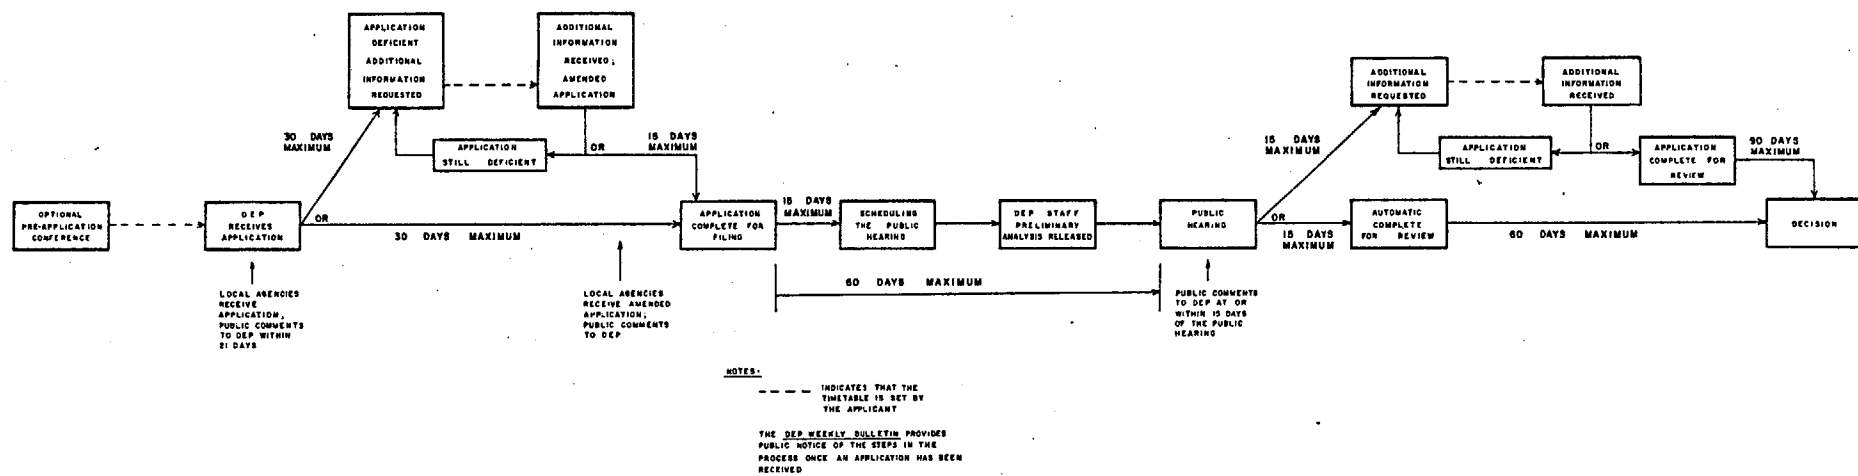 APPLICATION
DEFICIENT
ADDITIONAL
INFORMATION
REQUESTED
ADDITIONAL
INFORMATION
RECEIVED;
AMENDED
APPLICATION
30 DAYS
MAXIMUM
APPLICATION
STILL DEFICIENT
OR
15 DAYS
MAXIMUM
OPTIONAL
PRE-APPLICATION
CONFERENCE
DEP
RECEIVES
APPLICATION
OR
30 DAYS MAXIMUM
APPLICATION
COMPLETE FOR
FILING
15 DAYS
MAXIMUM
SCHEDULING
THE PUBLIC
HEARING
DEP STAFF
PRELIMINARY
ANALYSIS RELEASED
PUBLIC
HEARING
60 DAYS MAXIMUM
LOCAL AGENCIES
RECEIVE
APPLICATION;
PUBLIC COMMENTS
TO DEP WITHIN
21 DAYS
LOCAL AGENCIES
RECEIVE AMENDED
APPLICATION;
PUBLIC COMMENTS
TO DEP
PUBLIC COMMENTS
TO DEP AT OR
WITHIN 15 DAYS
OF THE PUBLIC
HEARING
ADDITIONAL
INFORMATION
REQUESTED
ADDITIONAL
INFORMATION
RECEIVED
15 DAYS
MAXIMUM
APPLICATION
STILL DEFICIENT
OR
APPLICATION
COMPLETE FOR
REVIEW
90 DAYS
MAXIMUM
OR
15 DAYS
MAXIMUM
AUTOMATIC
COMPLETE
FOR REVIEW
60 DAYS MAXIMUM
DECISION
NOTES-
INDICATES THAT THE
TIMETABLE IS SET BY
THE APPLICANT
THE DEP WEEKLY BULLETIN PROVIDES
PUBLIC NOTICE OF THE STEPS IN THE
PROCESS ONCE AN APPLICATION HAS BEEN
RECEIVED